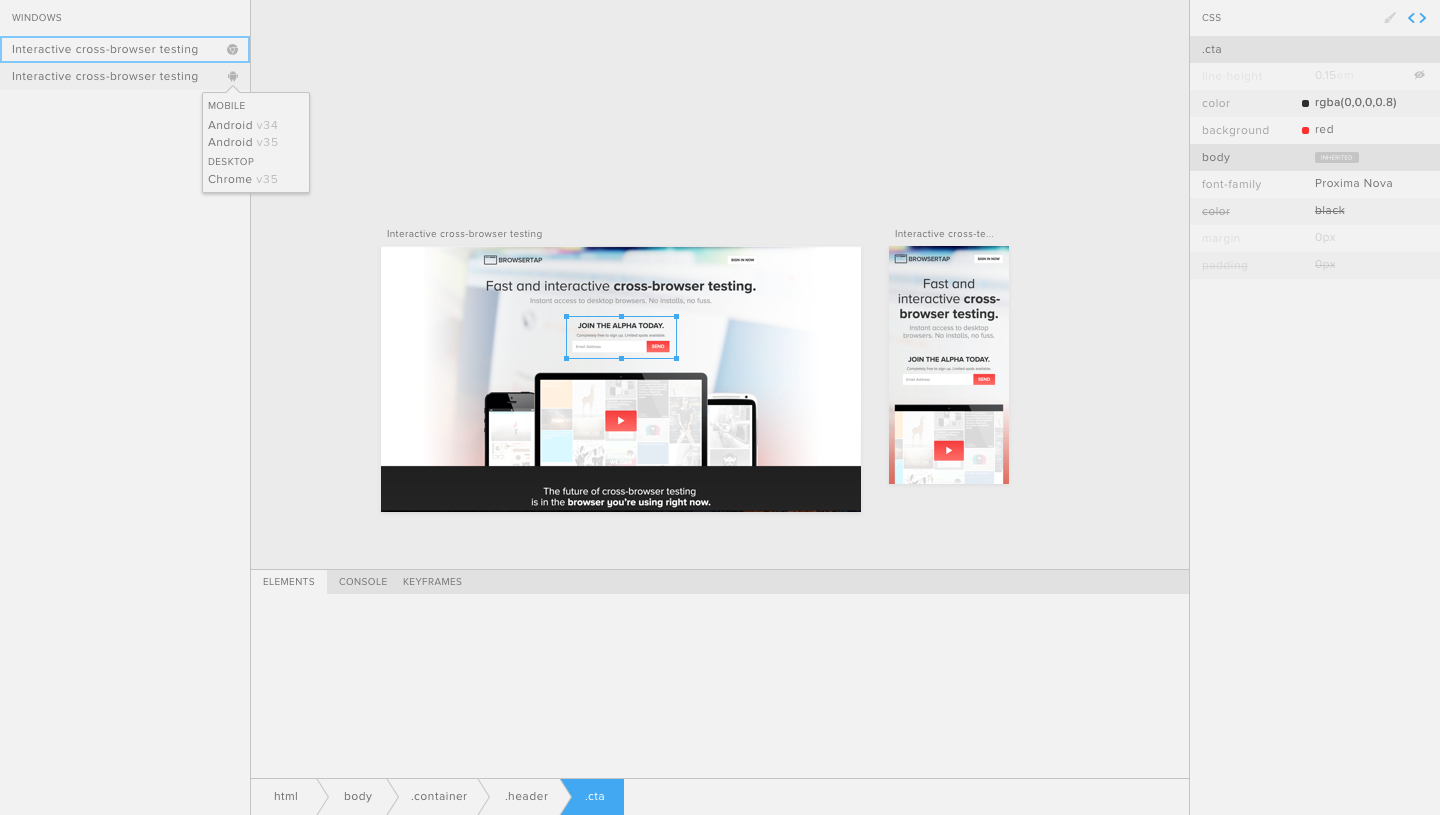 WINDOWS
Interactive cross-browser testing
Interactive cross-browser testing
MOBILE
Android v34
Android v35
DESKTOP
Chrome v35
Interactive cross-browser testing
BROWSERTAP
SIGN IN NOW
Fast and interactive cross-browser testing.
Instant access to desktop browsers. No installs, no fuss.
JOIN THE ALPHA TODAY.
Completely free to sign up. Limited spots available.
Email Address
SEND
The future of cross-browser testing
is in the browser you're using right now.
Interactive cross-te...
BROWSERTAP
SIGN IN NOW
Fast and
interactive cross-
browser testing.
Instant access to desktop
browsers. No installs, no fuss.
JOIN THE ALPHA TODAY.
Completely free to sign up. Limited spots available.
Email Address
SEND
ELEMENTS CONSOLE KEYFRAMES
html body .container .header .cta
CSS
.cta
line-height 0.15em
color rgba(0,0,0,0.8)
background red
body INHERITED
font-family Proxima Nova
color black
margin 0px
padding 0px